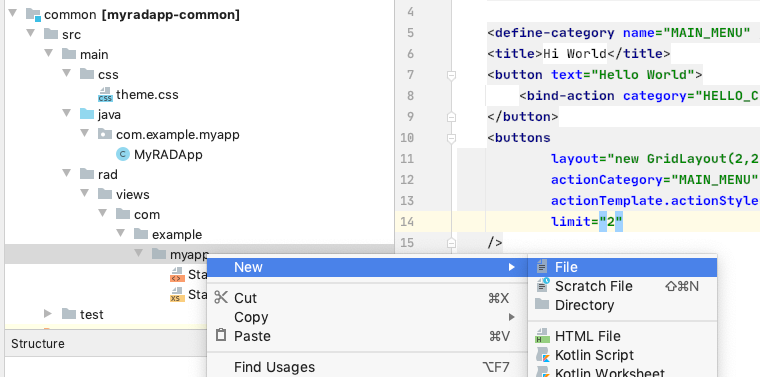 common [myradapp-common]
src
main
css
theme.css
java
com.example.myapp
MyRADApp
rad
views
com
example
myapp
Sta
Sta
test
Structure
4
5 <define-category name="MAIN_MENU"
6 <title>Hi World</title>
7 <button text="Hello World">
8 <bind-action category="HELLO_C
9 </button>
10 <buttons
11 layout="new GridLayout(2,2
12 actionCategory="MAIN_MENU"
13 actionTemplate.actionStyle
14 limit="2"
15 />
New
Cut ⌘X
Copy
Paste ⌘V
Find Usages ⌥F7
File
Scratch File ⇧⌘N
Directory
HTML File
Kotlin Script
Kotlin Worksheet